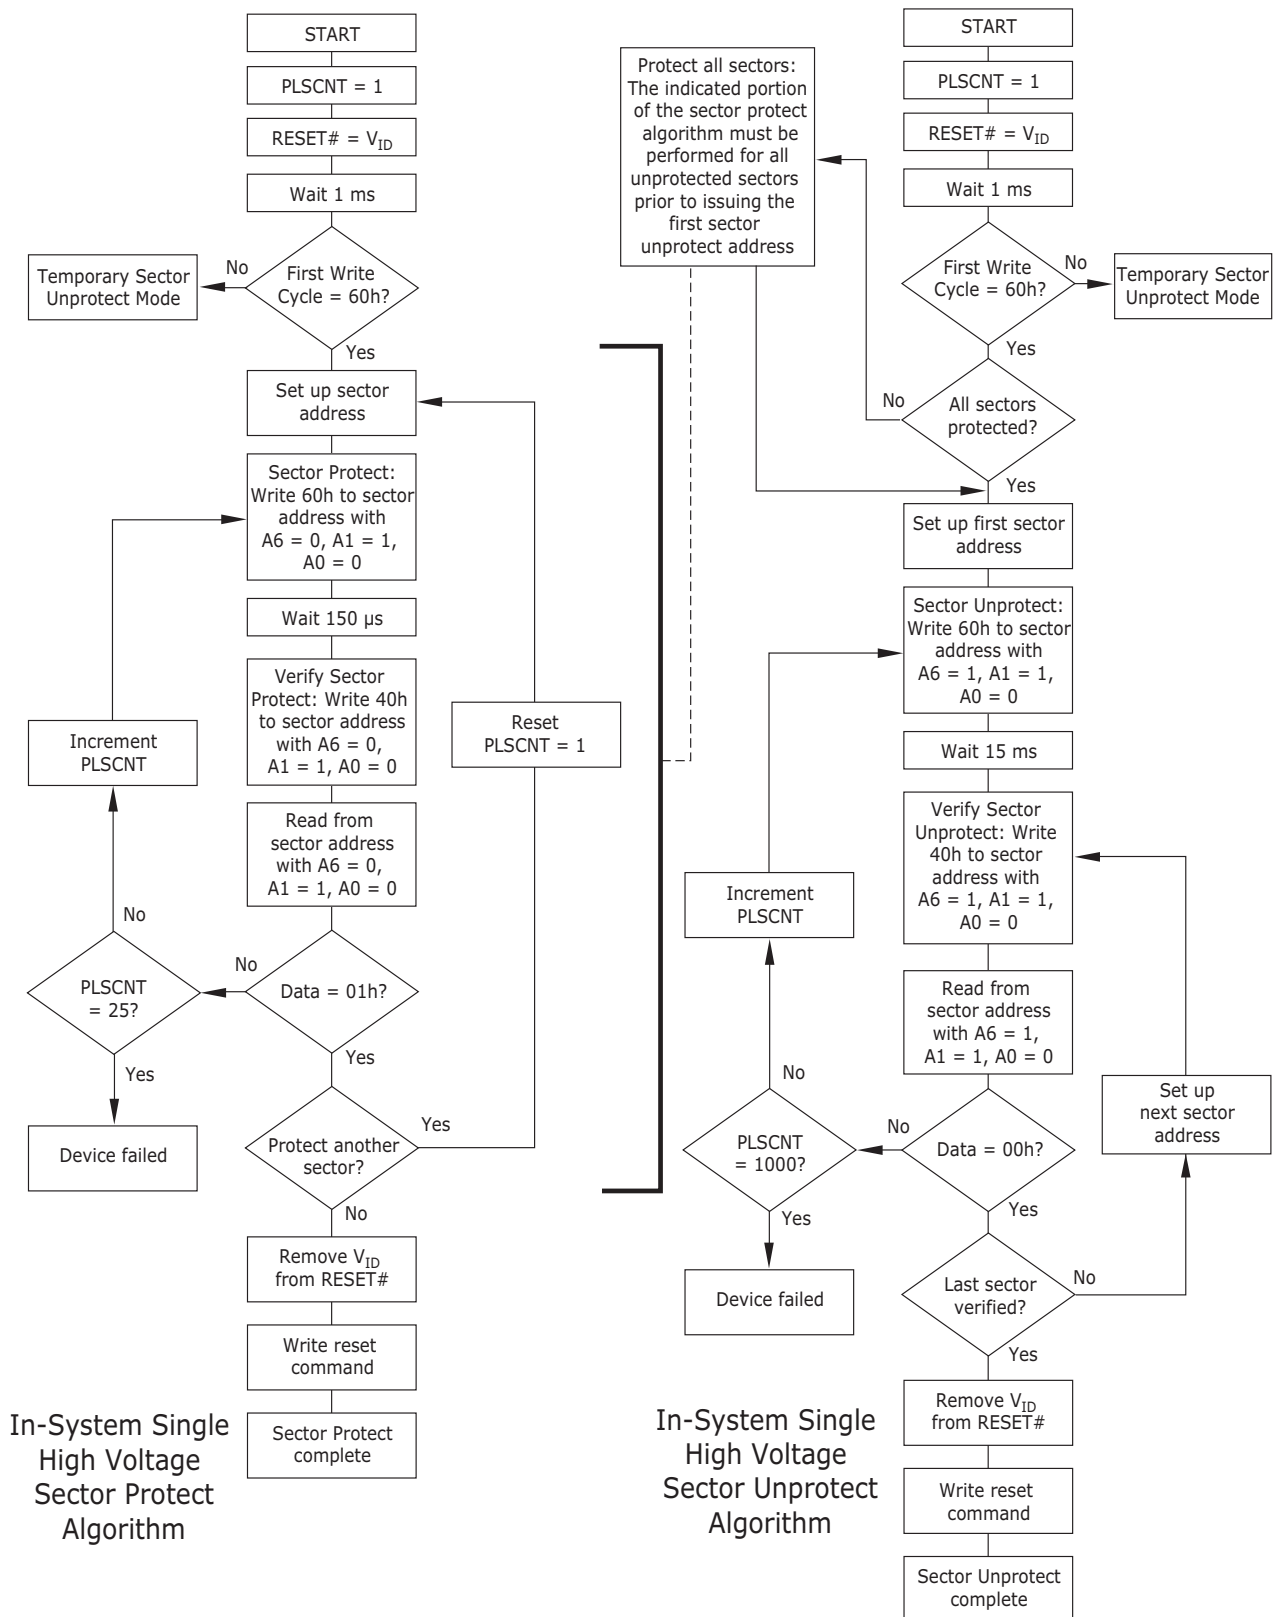 START
PLSCNT = 1
RESET# = VID
Wait 1 ms
First Write
Cycle = 60h?
No
Temporary Sector
Unprotect Mode
Yes
Set up sector
address
Sector Protect:
Write 60h to sector
address with
A6 = 0, A1 = 1,
A0 = 0
Wait 150 µs
Verify Sector
Protect: Write 40h
to sector address
with A6 = 0,
A1 = 1, A0 = 0
Read from
sector address
with A6 = 0,
A1 = 1, A0 = 0
Data = 01h?
No
PLSCNT
= 25?
No
Increment
PLSCNT
Yes
Device failed
Yes
Protect another
sector?
Yes
Reset
PLSCNT = 1
No
Remove VID
from RESET#
Write reset
command
Sector Protect
complete
In-System Single
High Voltage
Sector Protect
Algorithm
Protect all sectors:
The indicated portion
of the sector protect
algorithm must be
performed for all
unprotected sectors
prior to issuing the
first sector
unprotect address
START
PLSCNT = 1
RESET# = VID
Wait 1 ms
First Write
Cycle = 60h?
No
Temporary Sector
Unprotect Mode
Yes
All sectors
protected?
No
Yes
Set up first sector
address
Sector Unprotect:
Write 60h to sector
address with
A6 = 1, A1 = 1,
A0 = 0
Wait 15 ms
Verify Sector
Unprotect: Write
40h to sector
address with
A6 = 1, A1 = 1,
A0 = 0
Read from
sector address
with A6 = 1,
A1 = 1, A0 = 0
Data = 00h?
No
PLSCNT
= 1000?
No
Increment
PLSCNT
Yes
Device failed
Yes
Last sector
verified?
No
Set up
next sector
address
Yes
Remove VID
from RESET#
Write reset
command
Sector Unprotect
complete
In-System Single
High Voltage
Sector Unprotect
Algorithm